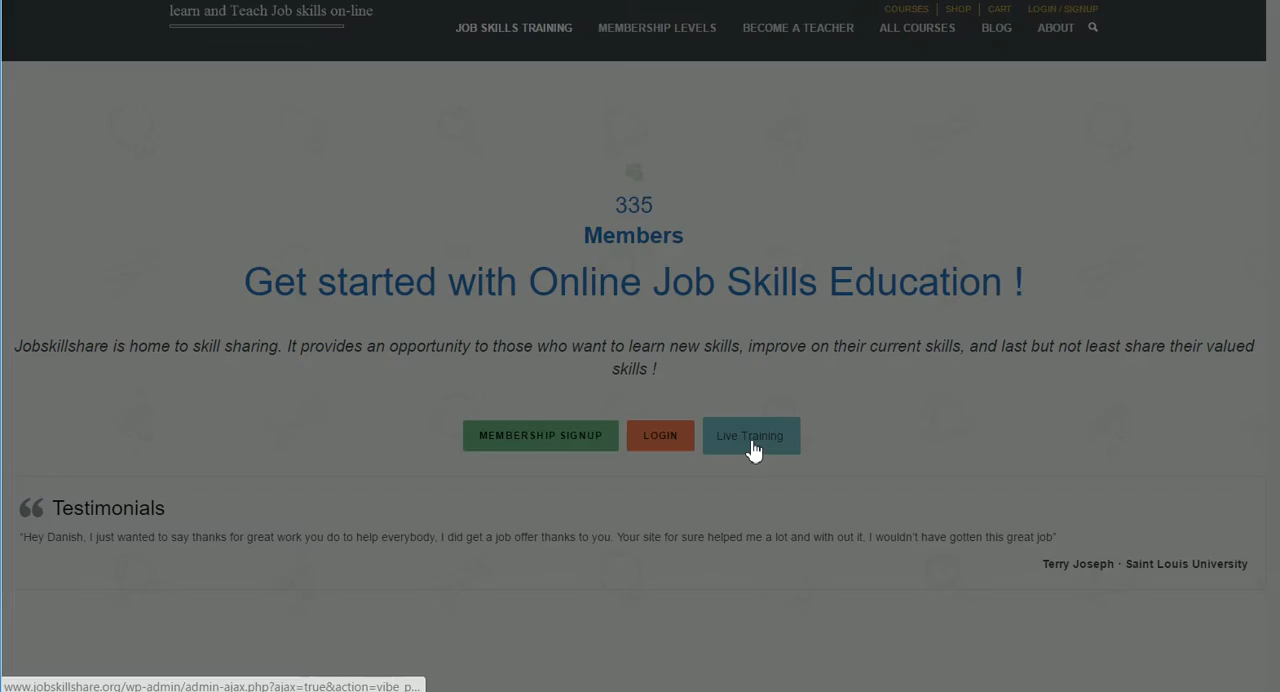 learn and Teach Job skills on-line
COURSES SHOP CART LOGIN / SIGNUP
JOB SKILLS TRAINING MEMBERSHIP LEVELS BECOME A TEACHER ALL COURSES BLOG ABOUT
335
Members
Get started with Online Job Skills Education !
Jobskillshare is home to skill sharing. It provides an opportunity to those who want to learn new skills, improve on their current skills, and last but not least share their valued
skills !
MEMBERSHIP SIGNUP LOGIN Live Training
Testimonials
"Hey Danish, I just wanted to say thanks for great work you do to help everybody, I did get a job offer thanks to you. Your site for sure helped me a lot and with out it, I wouldn't have gotten this great job"
Terry Joseph · Saint Louis University
www.jobskillshare.org/wp-admin/admin-ajax.php?ajax=true&action=vibe_p...